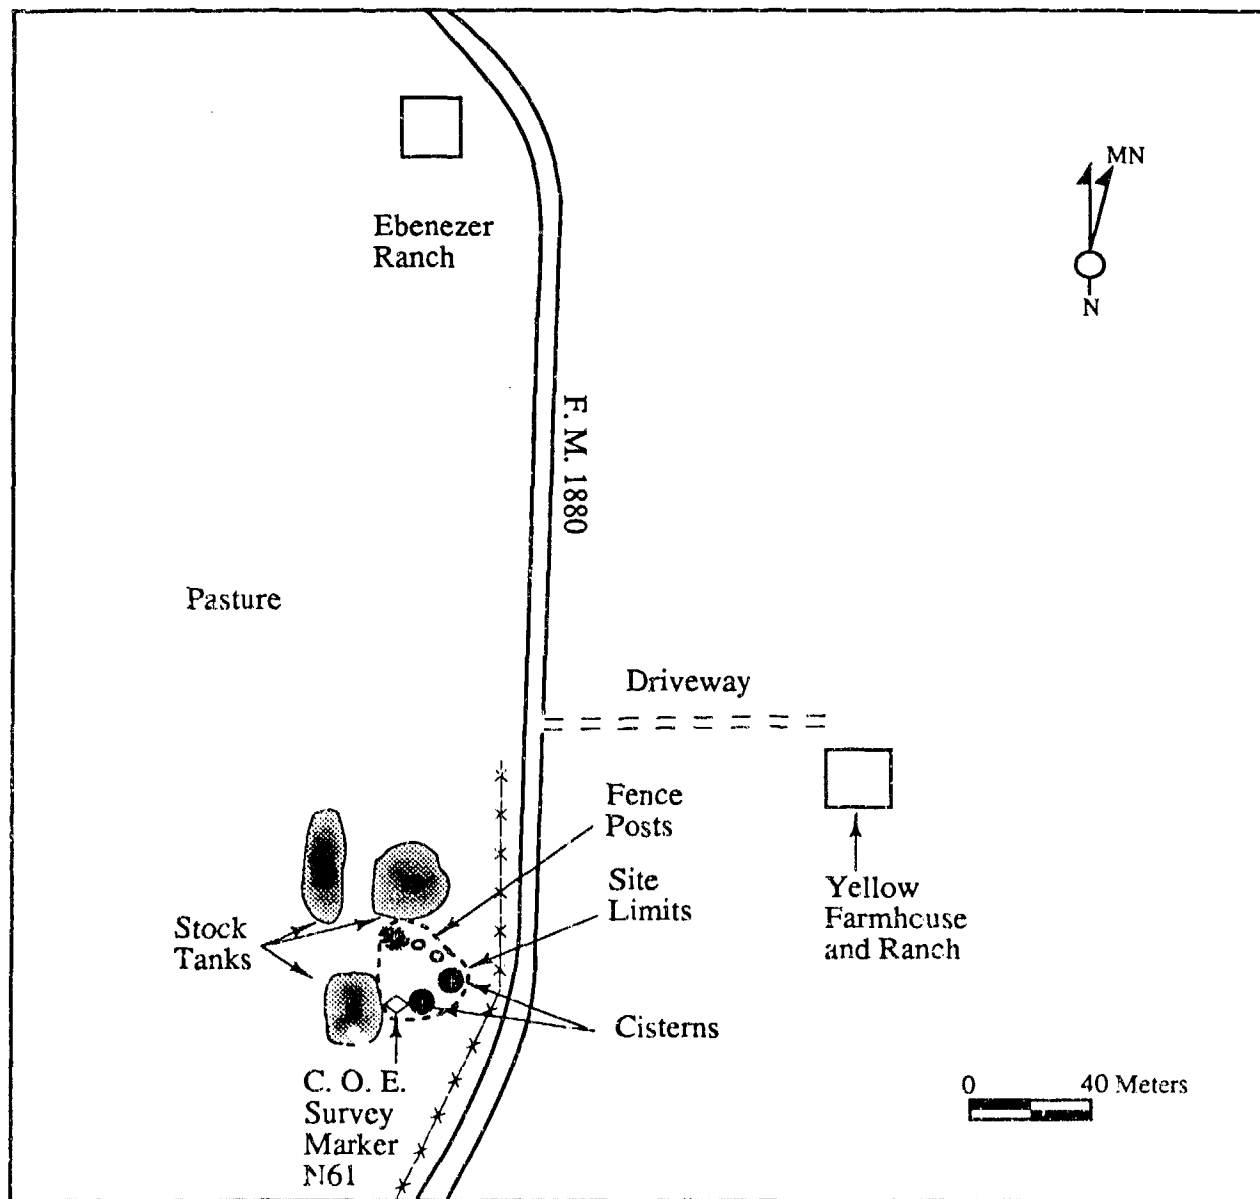 MN
Ebenezer
Ranch
N
F. M. 1880
Pasture
Driveway
Fence
Posts
Site
Limits
Yellow
Farmhouse
and Ranch
Stock
Tanks
Cisterns
C. O. E.
Survey
Marker
N61
0 40 Meters